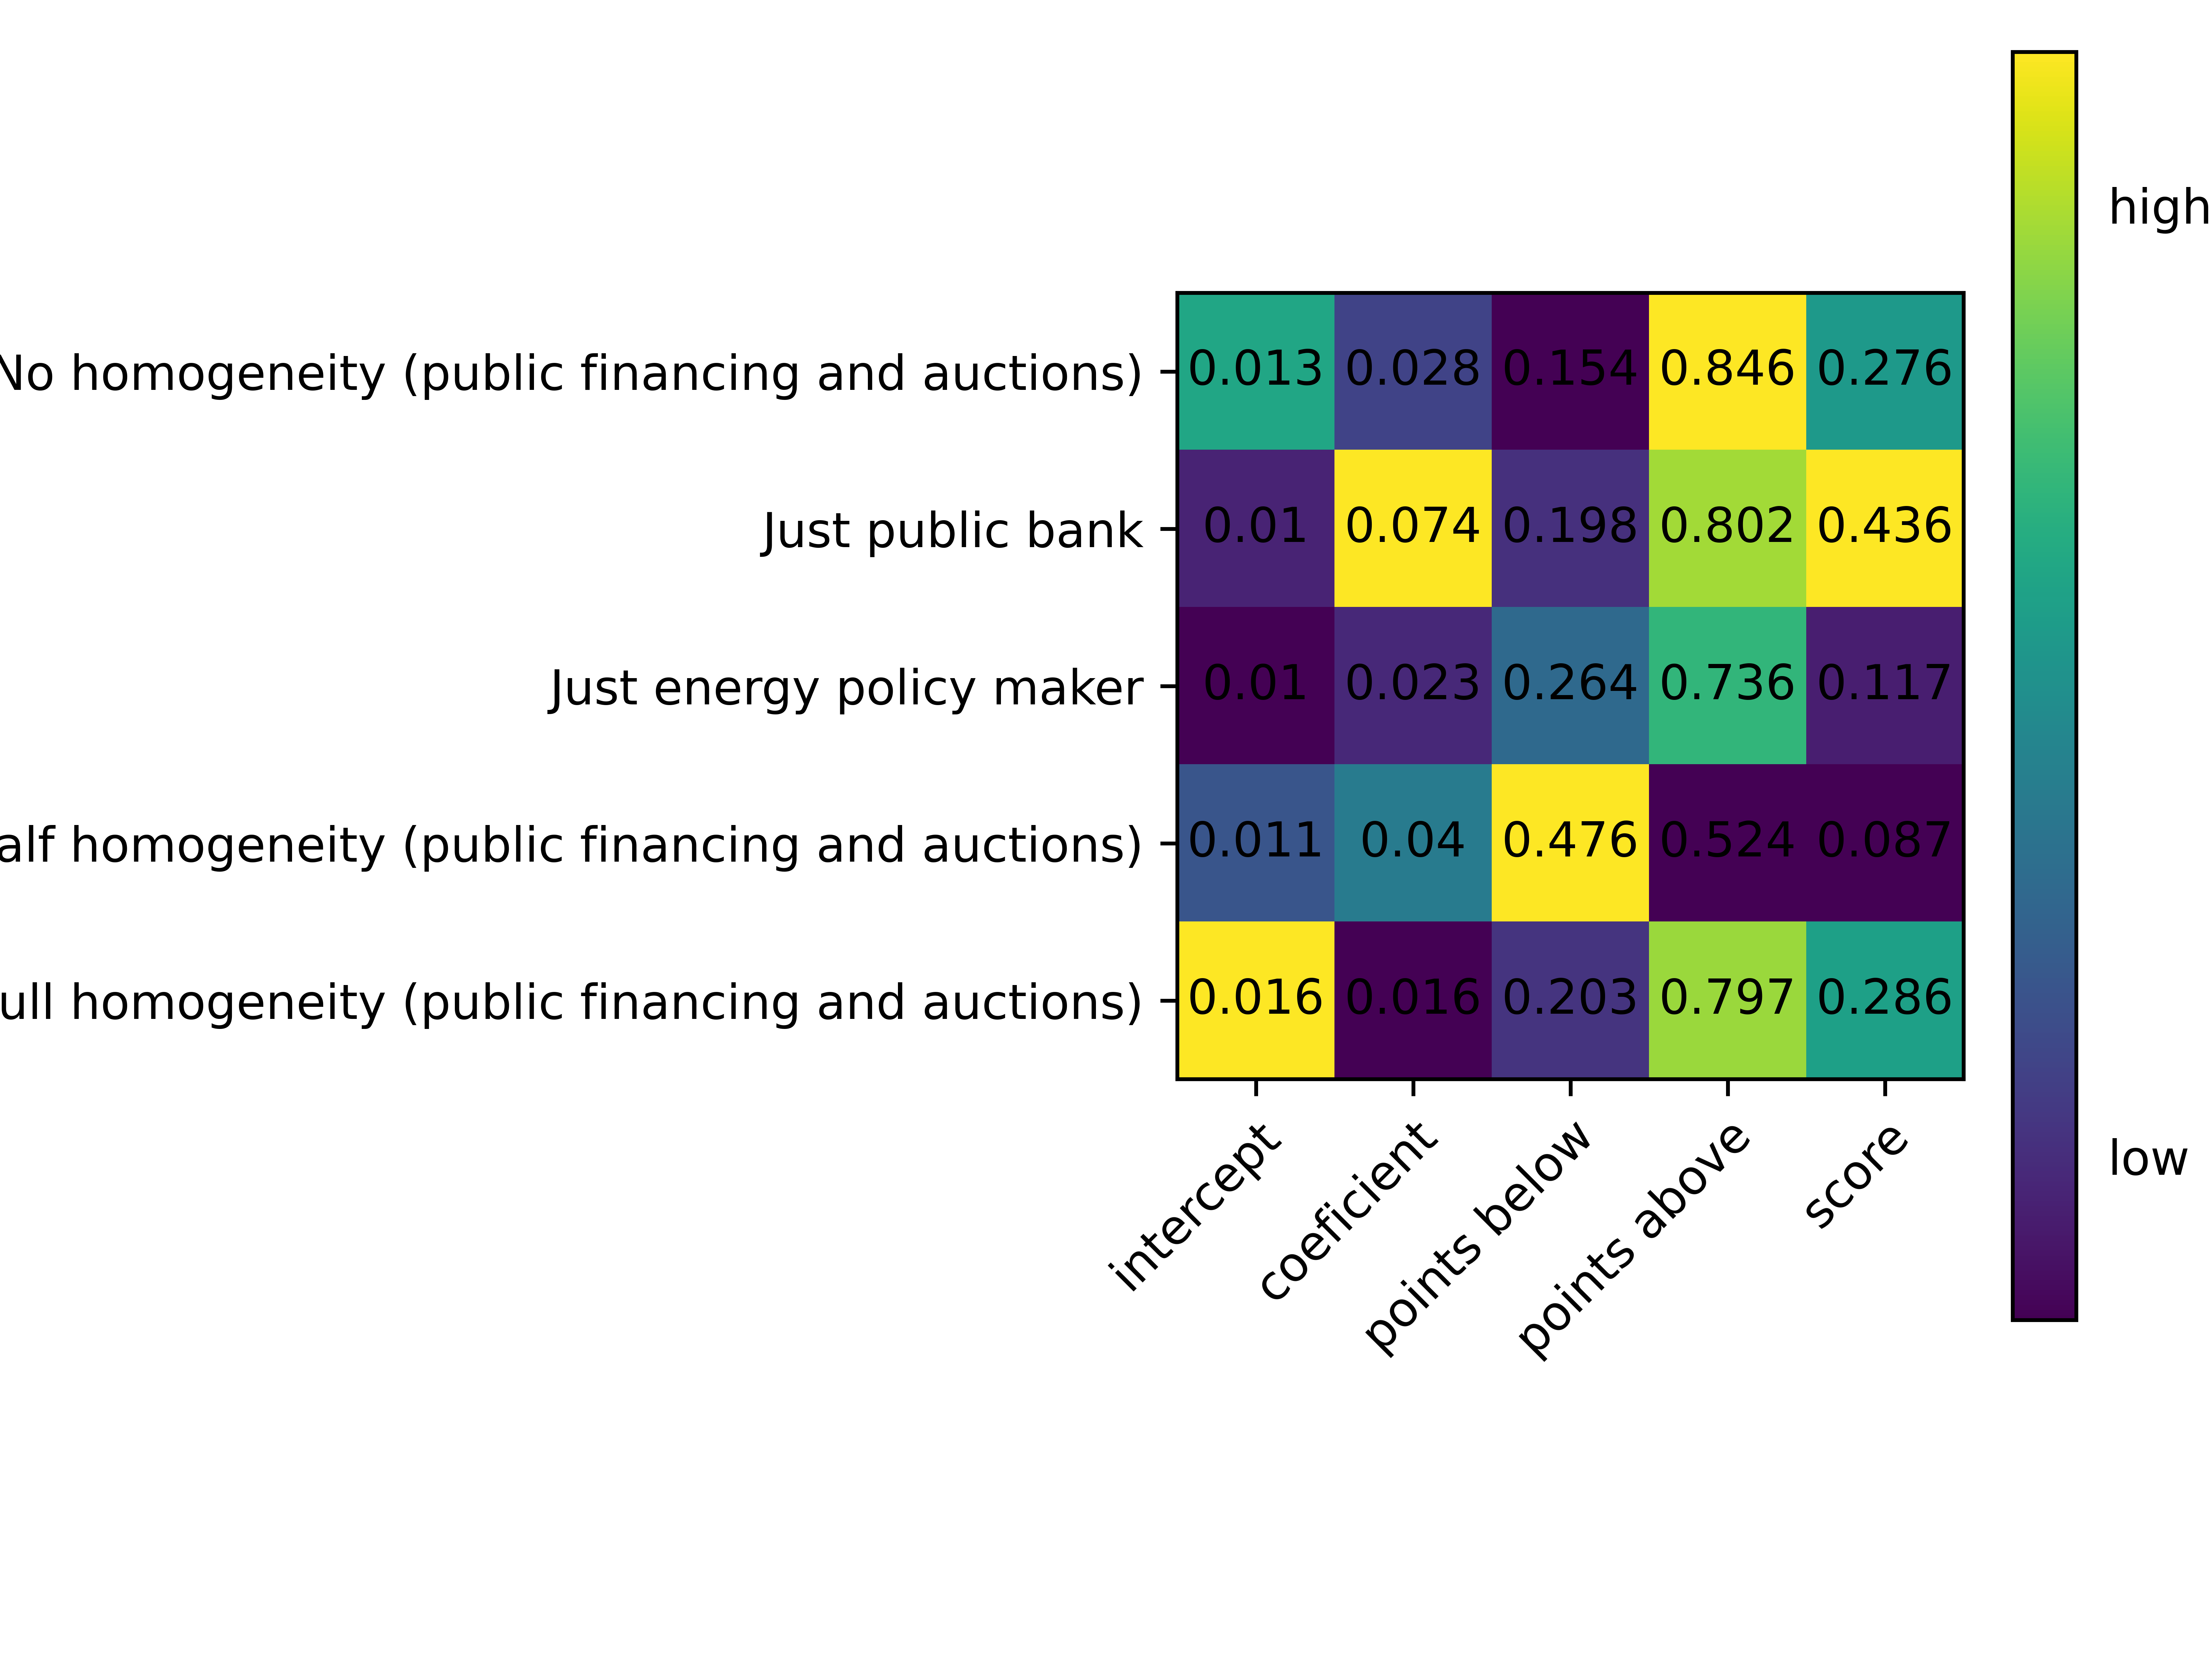 high
No homogeneity (public financing and auctions) 0.013 0.028 0.154 0.846 0.276
Just public bank 0.01 0.074 0.198 0.802 0.436
Just energy policy maker 0.01 0.023 0.264 0.736 0.117
alf homogeneity (public financing and auctions) 0.011 0.04 0.476 0.524 0.087
ull homogeneity (public financing and auctions) 0.016 0.016 0.203 0.797 0.286
low
intercept coeficient points below points above score